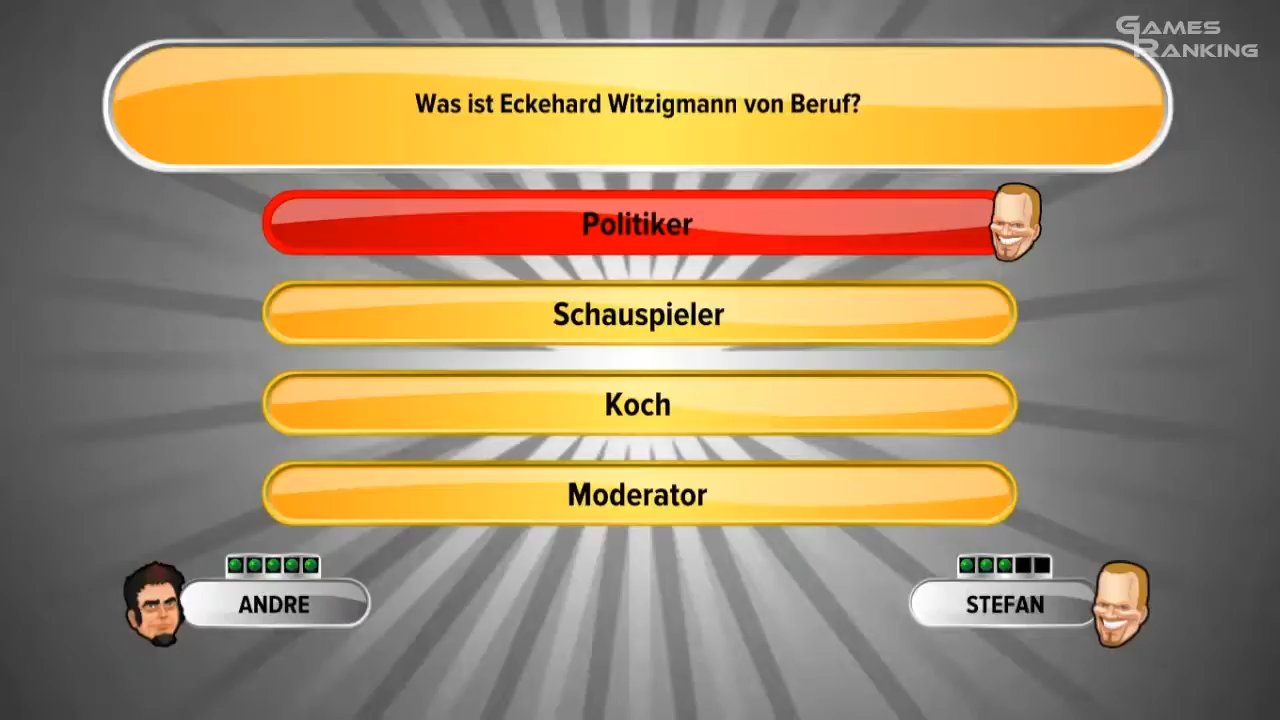 GAMES
RANKING
Was ist Eckehard Witzigmann von Beruf?
Politiker
Schauspieler
Koch
Moderator
ANDRE
STEFAN